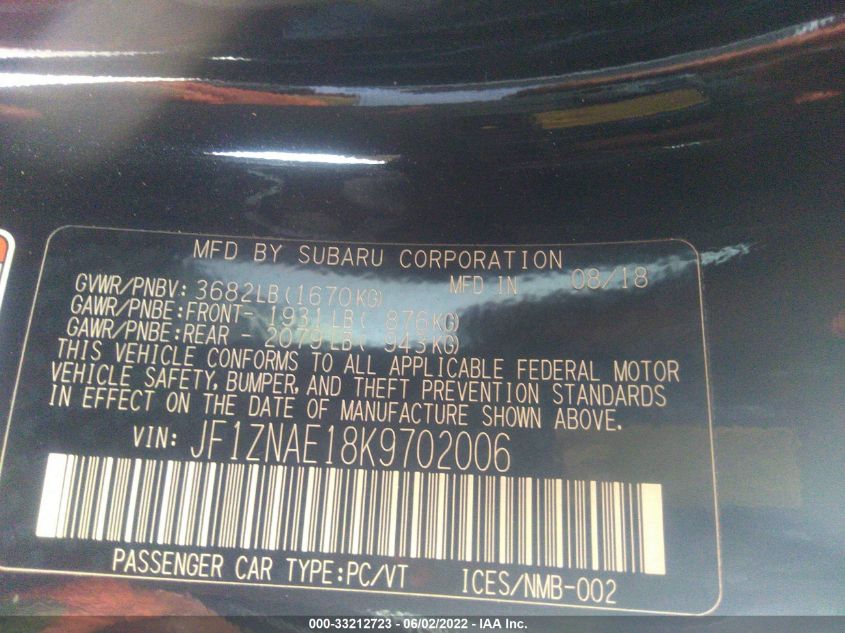 MFD BY SUBARU CORPORATION
GVWR/PNBV: 3682LB(1670KG) MFD IN 08/18
GAWR/PNBE:FRONT- 1931LB( 876KG)
GAWR/PNBE:REAR - 2079LB( 943KG)
THIS VEHICLE CONFORMS TO ALL APPLICABLE FEDERAL MOTOR
VEHICLE SAFETY, BUMPER, AND THEFT PREVENTION STANDARDS
IN EFFECT ON THE DATE OF MANUFACTURE SHOWN ABOVE.
VIN: JF1ZNAE18K9702006
PASSENGER CAR TYPE:PC/VT ICES/NMB-002
000-33212723 - 06/02/2022 - IAA Inc.